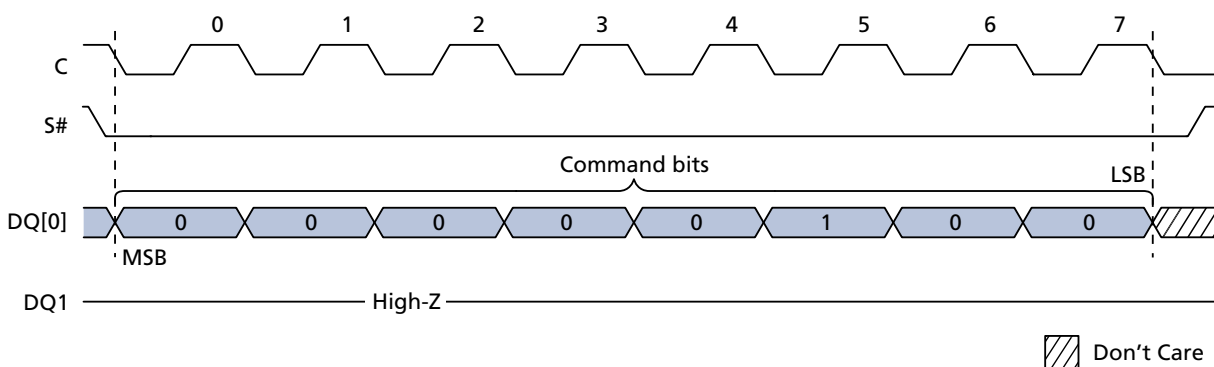 0 1 2 3 4 5 6 7
C
S#
Command bits
LSB
DQ[0] 0 0 0 0 0 1 0 0
MSB
DQ1 High-Z
Don't Care